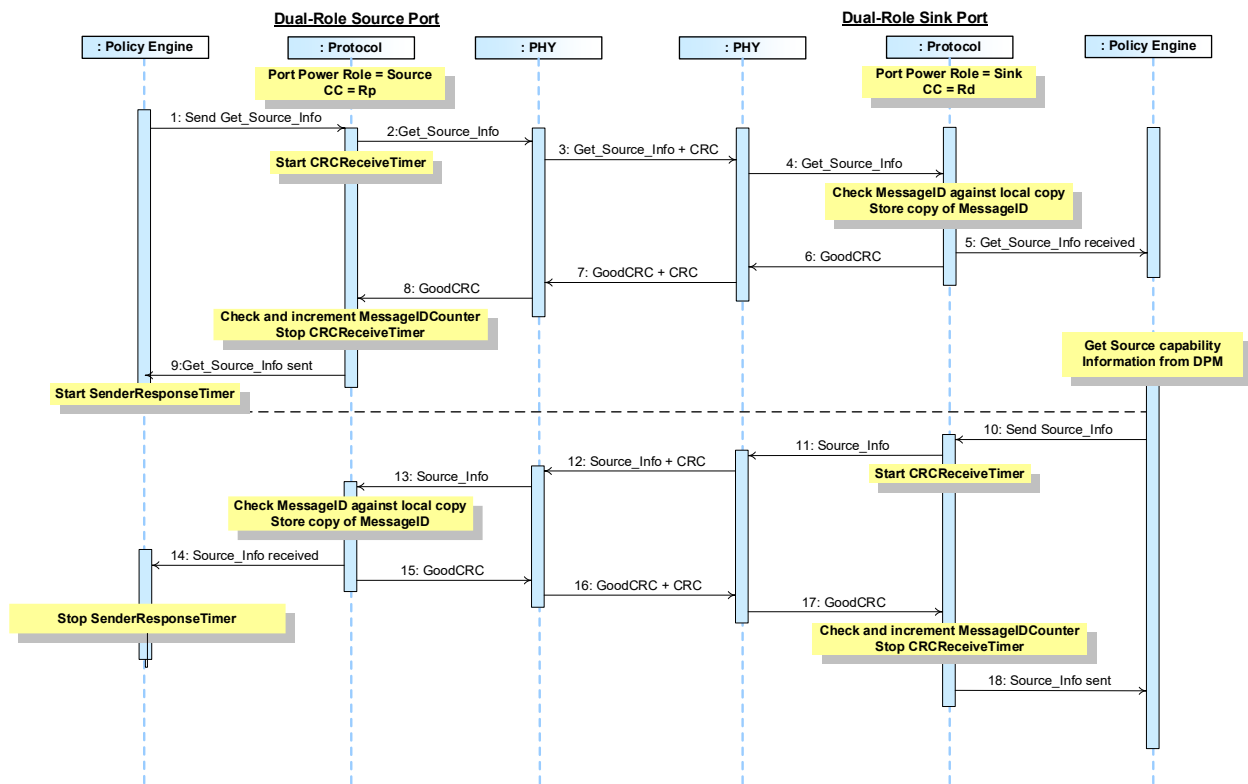 Dual-Role Source Port
Dual-Role Sink Port
: Policy Engine
: Protocol
: PHY
: PHY
: Protocol
: Policy Engine
Port Power Role = Source
CC = Rp
Port Power Role = Sink
CC = Rd
1: Send Get_Source_Info
2:Get_Source_Info
Start CRCReceiveTimer
3: Get_Source_Info + CRC
4: Get_Source_Info
Check MessageID against local copy
Store copy of MessageID
5: Get_Source_Info received
6: GoodCRC
7: GoodCRC + CRC
8: GoodCRC
Check and increment MessageIDCounter
Stop CRCReceiveTimer
9:Get_Source_Info sent
Start SenderResponseTimer
Get Source capability
Information from DPM
10: Send Source_Info
11: Source_Info
Start CRCReceiveTimer
12: Source_Info + CRC
13: Source_Info
Check MessageID against local copy
Store copy of MessageID
14: Source_Info received
15: GoodCRC
16: GoodCRC + CRC
17: GoodCRC
Stop SenderResponseTimer
Check and increment MessageIDCounter
Stop CRCReceiveTimer
18: Source_Info sent